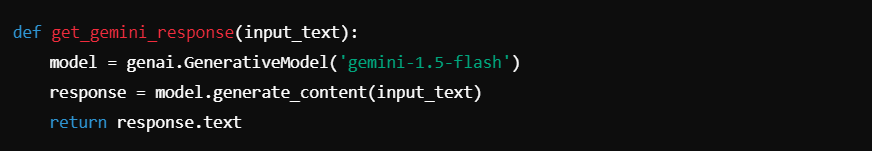 def get_gemini_response(input_text):
    model = genai.GenerativeModel('gemini-1.5-flash')
    response = model.generate_content(input_text)
    return response.text